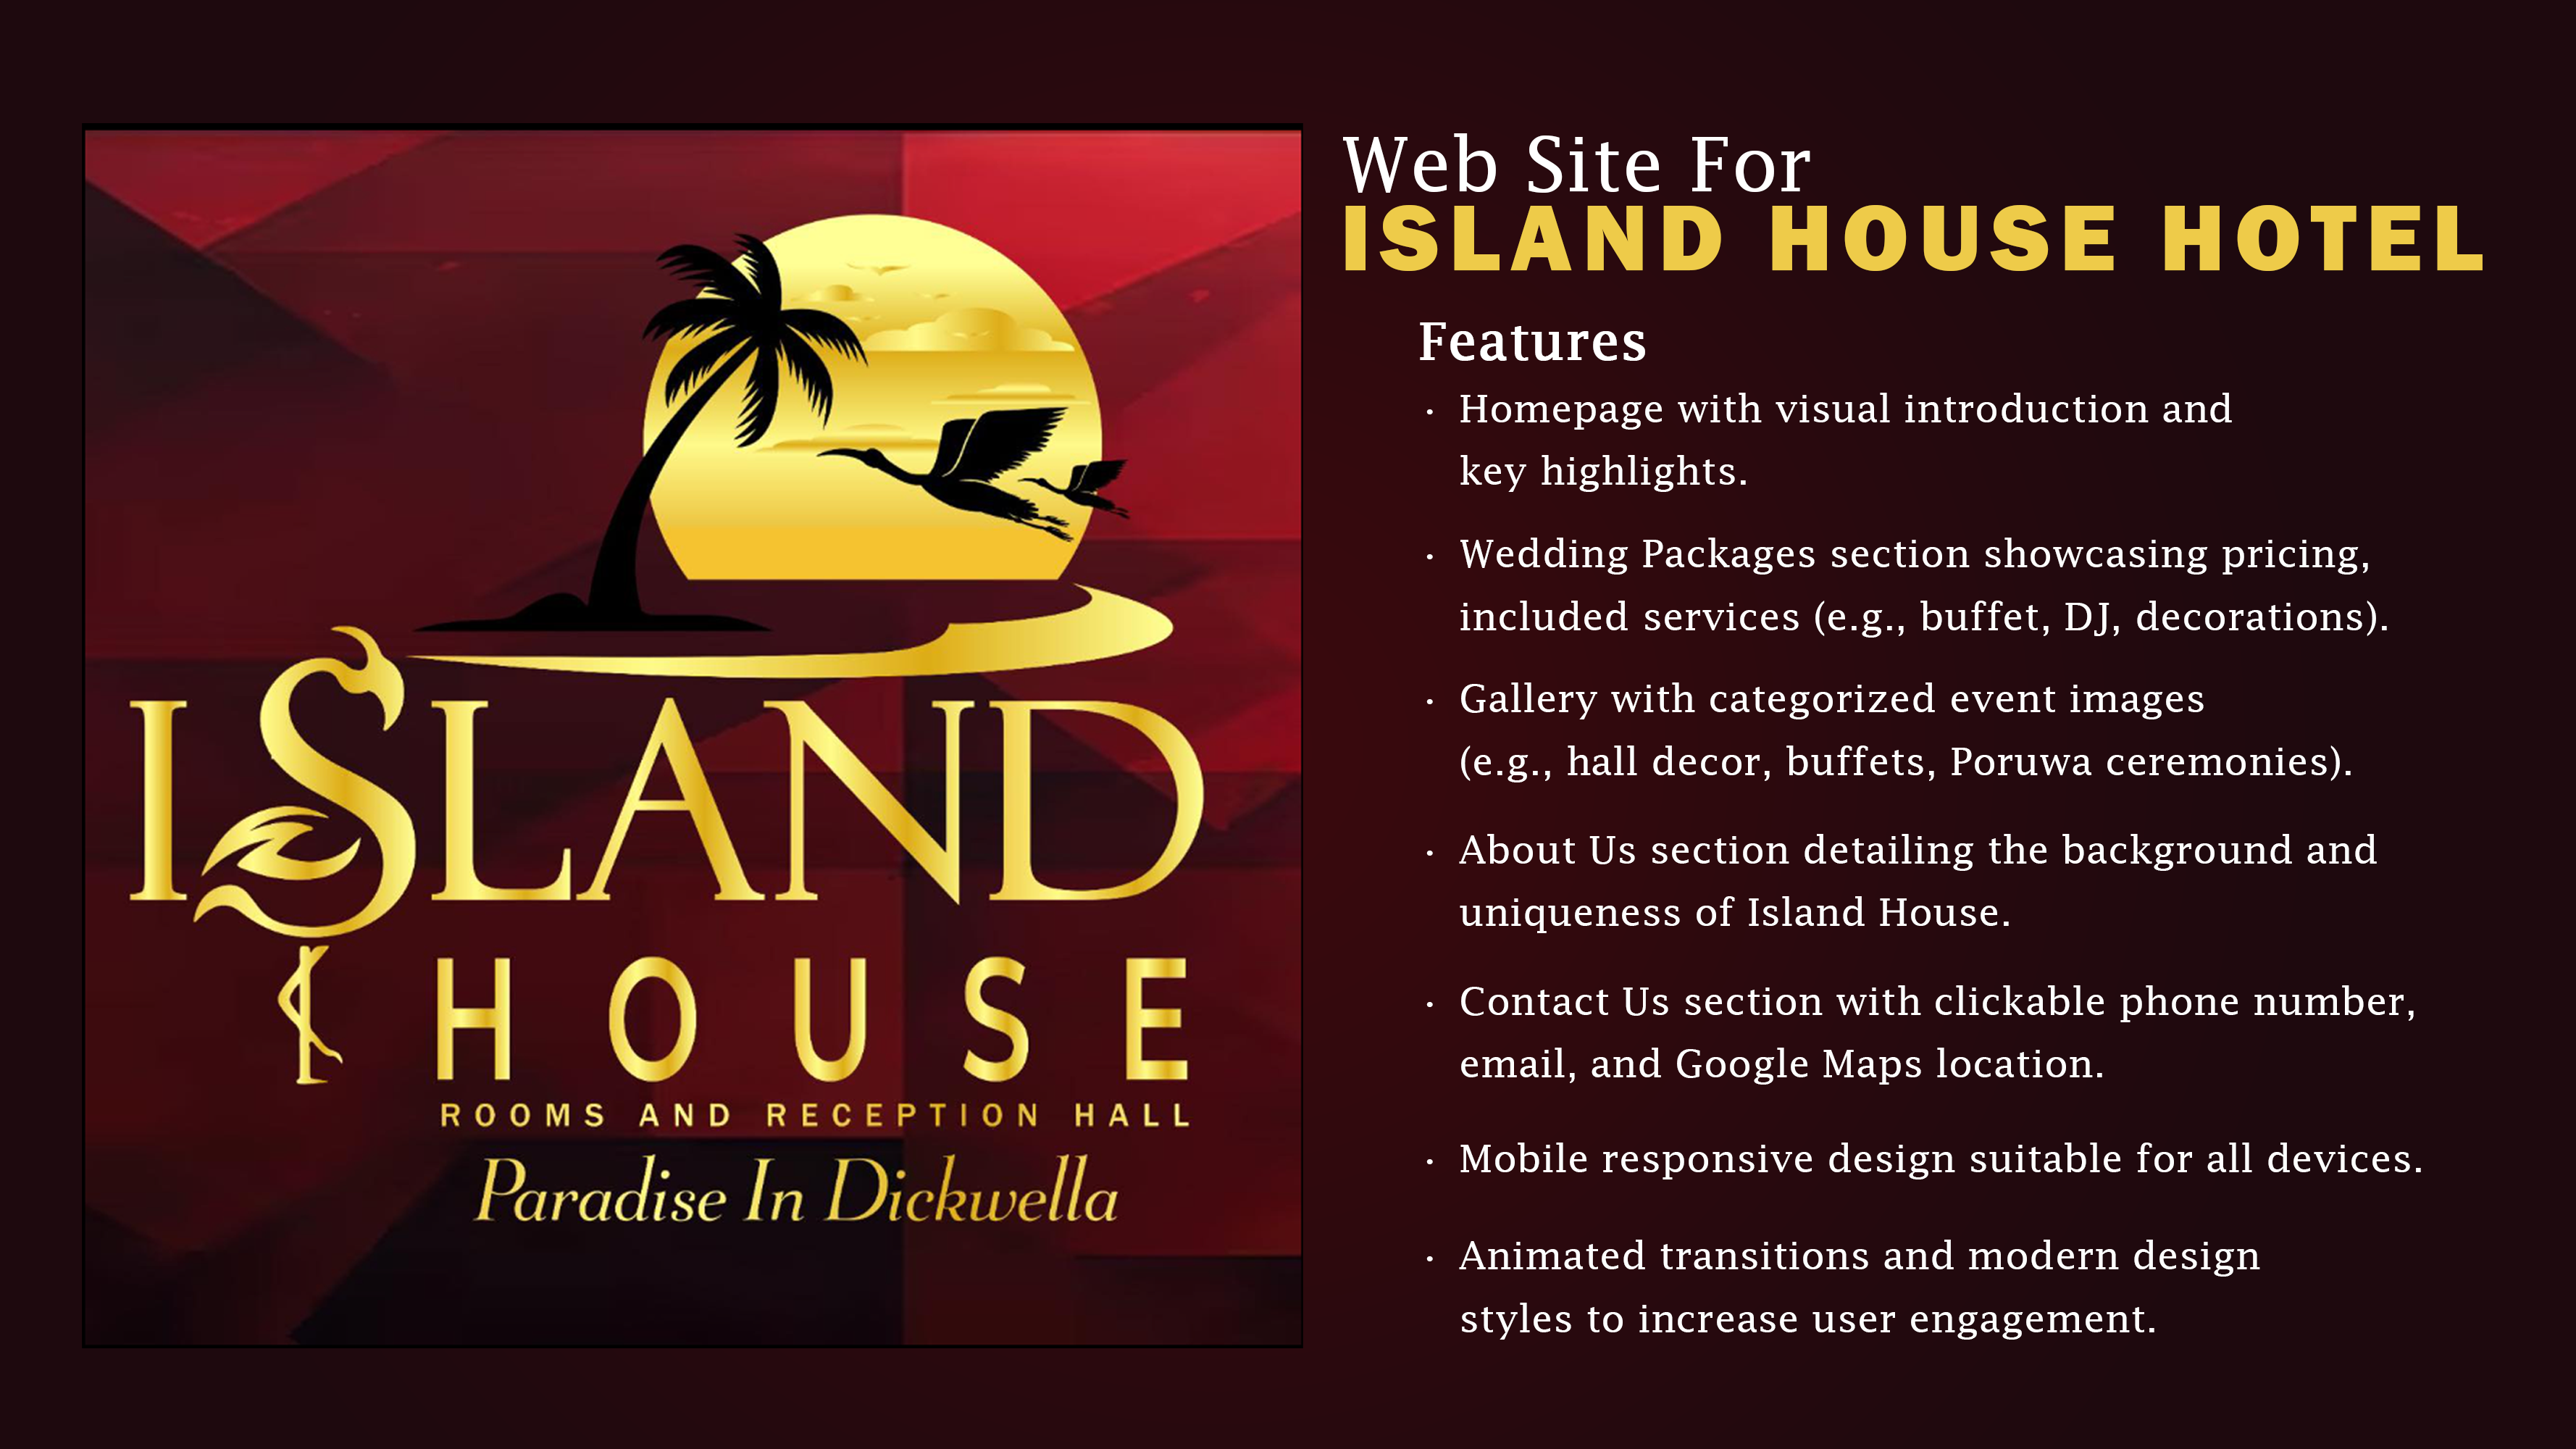 ISLAND
HOUSE
ROOMS AND RECEPTION HALL
Paradise In Dickwella
Web Site For
ISLAND HOUSE HOTEL
Features
· Homepage with visual introduction and
key highlights.
· Wedding Packages section showcasing pricing,
included services (e.g., buffet, DJ, decorations).
· Gallery with categorized event images
(e.g., hall decor, buffets, Poruwa ceremonies).
· About Us section detailing the background and
uniqueness of Island House.
· Contact Us section with clickable phone number,
email, and Google Maps location.
· Mobile responsive design suitable for all devices.
· Animated transitions and modern design
styles to increase user engagement.